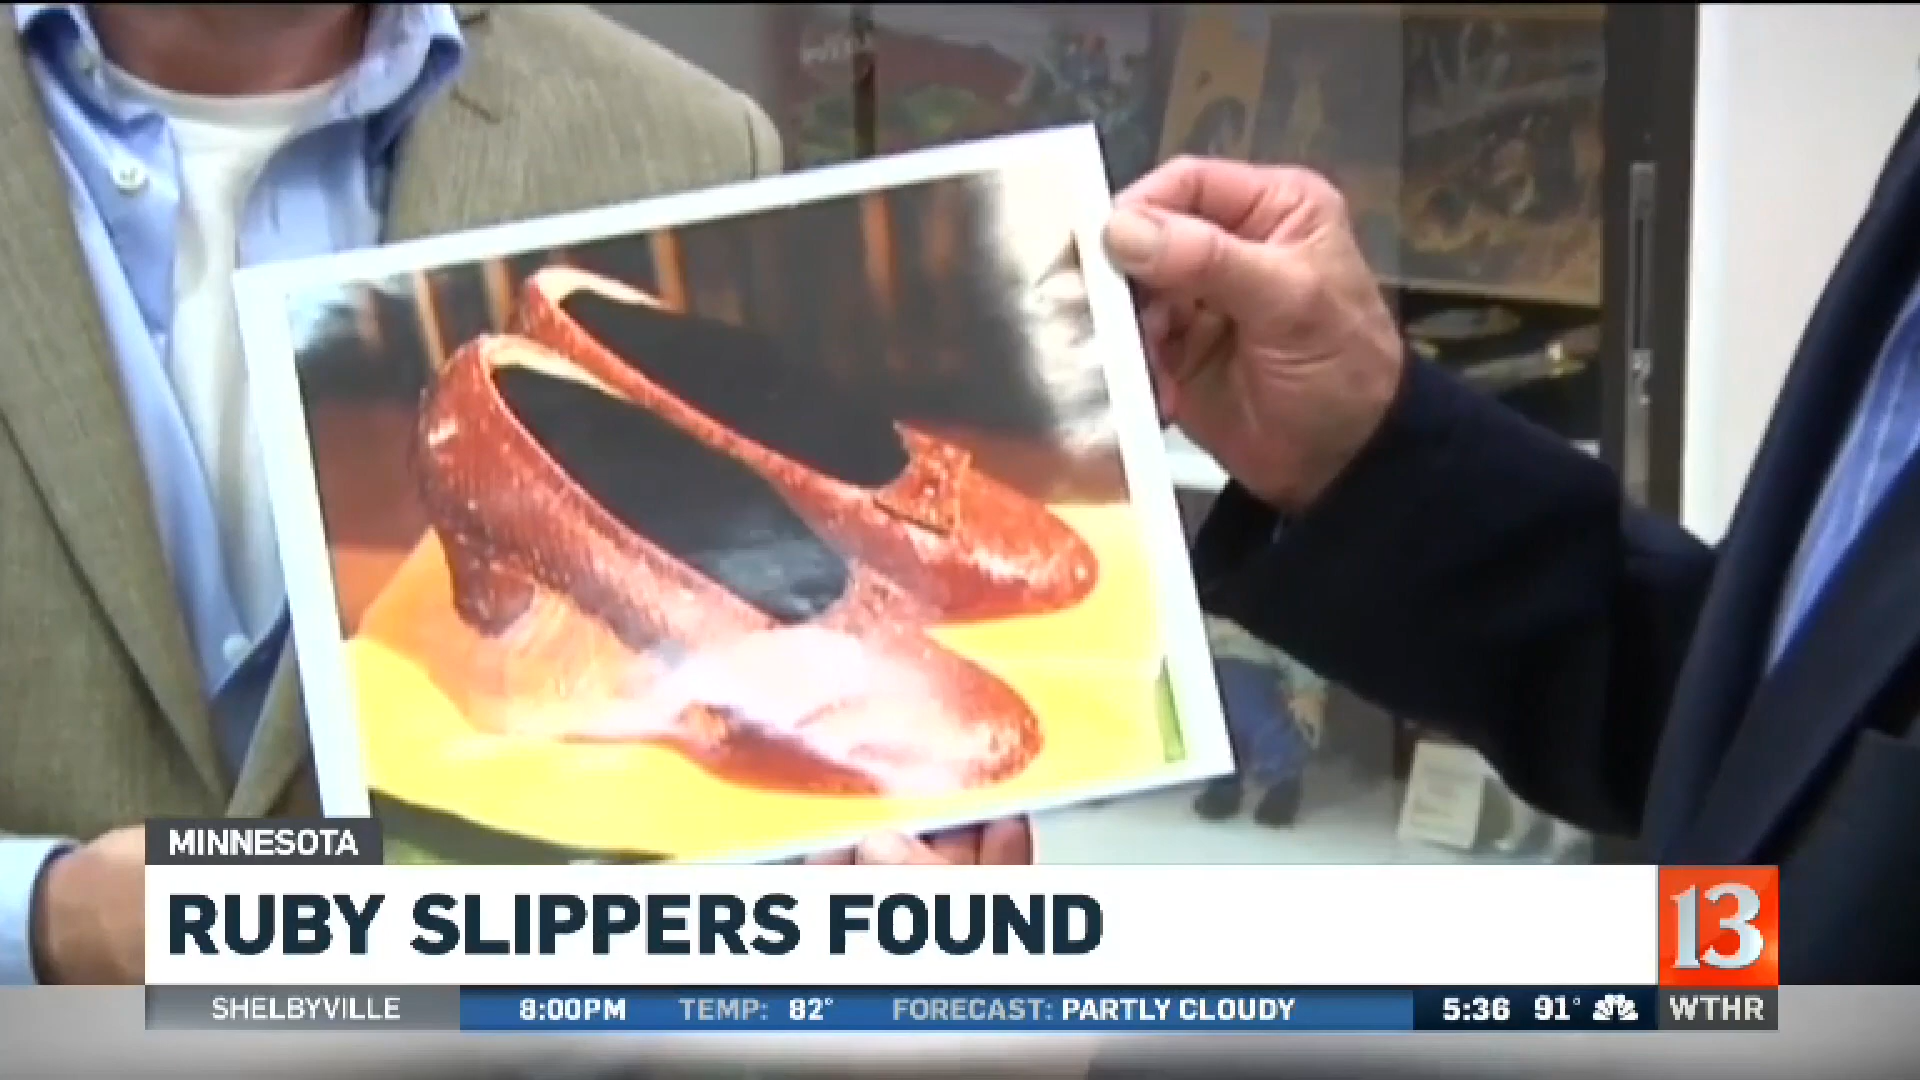 MINNESOTA
RUBY SLIPPERS FOUND
13
SHELBYVILLE 8:00PM TEMP: 82° FORECAST: PARTLY CLOUDY 5:36 91° WTHR